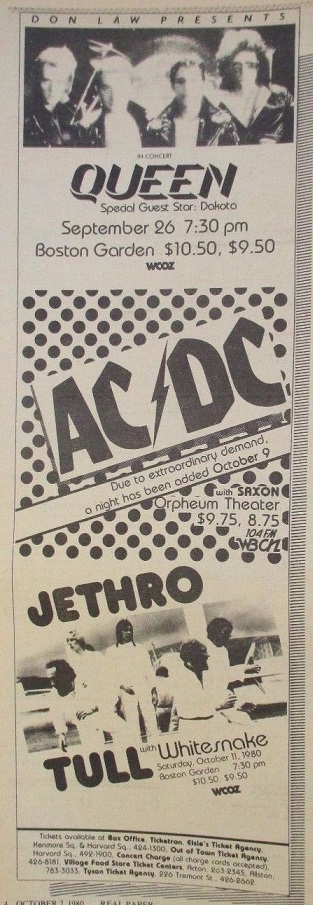 DON LAW PRESENTS
IN CONCERT
QUEEN
Special Guest Star: Dakota
September 26 7:30 pm
Boston Garden $10.50, $9.50
WCOZ
AC/DC
Due to extraordinary demand,
a night has been added October 9
with SAXON
Orpheum Theater
$9.75, 8.75
104 FM
WBCN
JETHRO
TULL
with Whitesnake
Saturday, October 11, 1980
Boston Garden 7:30 pm
$10.50 $9.50
WCOZ
Tickets available at Box Office, Ticketron, Elsie's Ticket Agency,
Kenmore Sq. & Harvard Sq., 424-1300, Out of Town Ticket Agency,
Harvard Sq., 492-1900, Concert Charge (all charge cards accepted),
426-8181, Village Food Store Ticket Centers, Acton, 263-2345, Allston,
783-3033, Tyson Ticket Agency, 226 Tremont St., 426-2662.
4 OCTOBER 2 1980 REAL PAPER